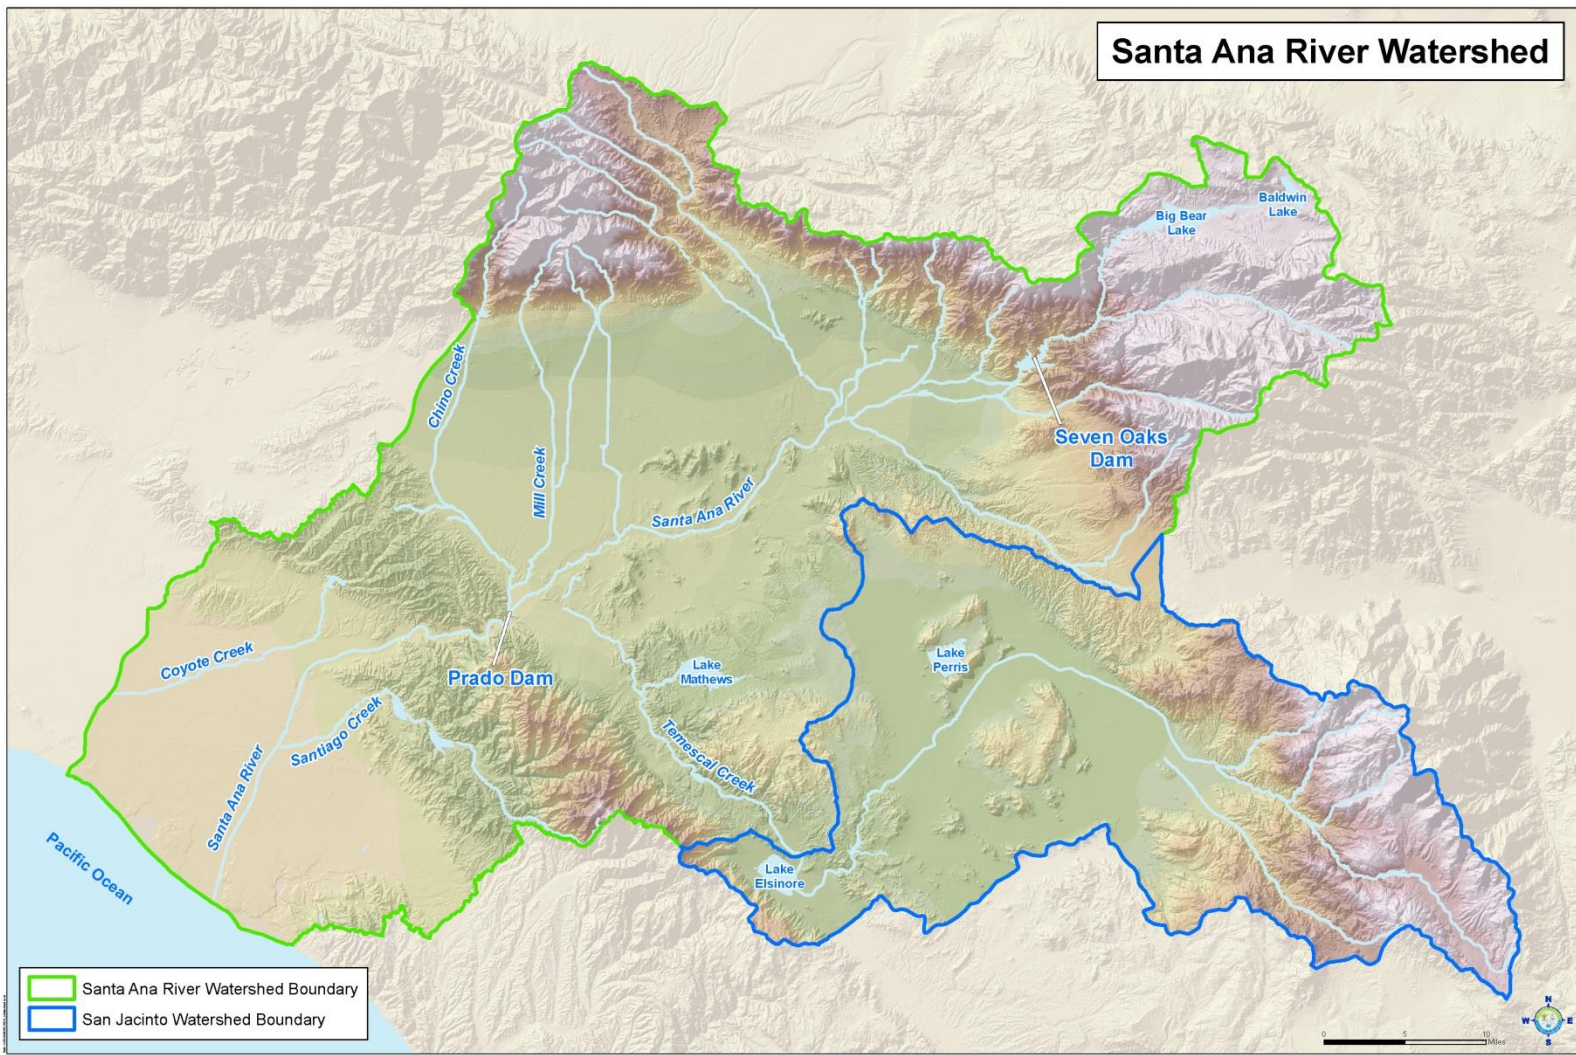 Santa Ana River Watershed
Baldwin
Lake
Big Bear
Lake
Chino Creek
Seven Oaks
Dam
Mill Creek
Santa Ana River
Coyote Creek
Prado Dam
Lake
Mathews
Lake
Perris
Santiago Creek
Temescal Creek
Santa Ana River
Pacific Ocean
Lake
Elsinore
Santa Ana River Watershed Boundary
San Jacinto Watershed Boundary
N
W E
S
0 5 10
Miles